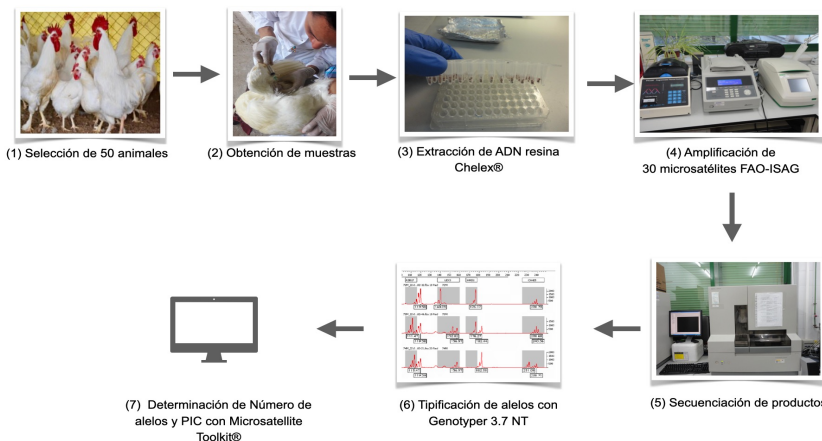 (1) Selección de 50 animales
(2) Obtención de muestras
(3) Extracción de ADN resina
Chelex®
(4) Amplificación de
30 microsatélites FAO-ISAG
(5) Secuenciación de productos
(6) Tipificación de alelos con
Genotyper 3.7 NT
(7) Determinación de Número de
alelos y PIC con Microsatellite
Toolkit®